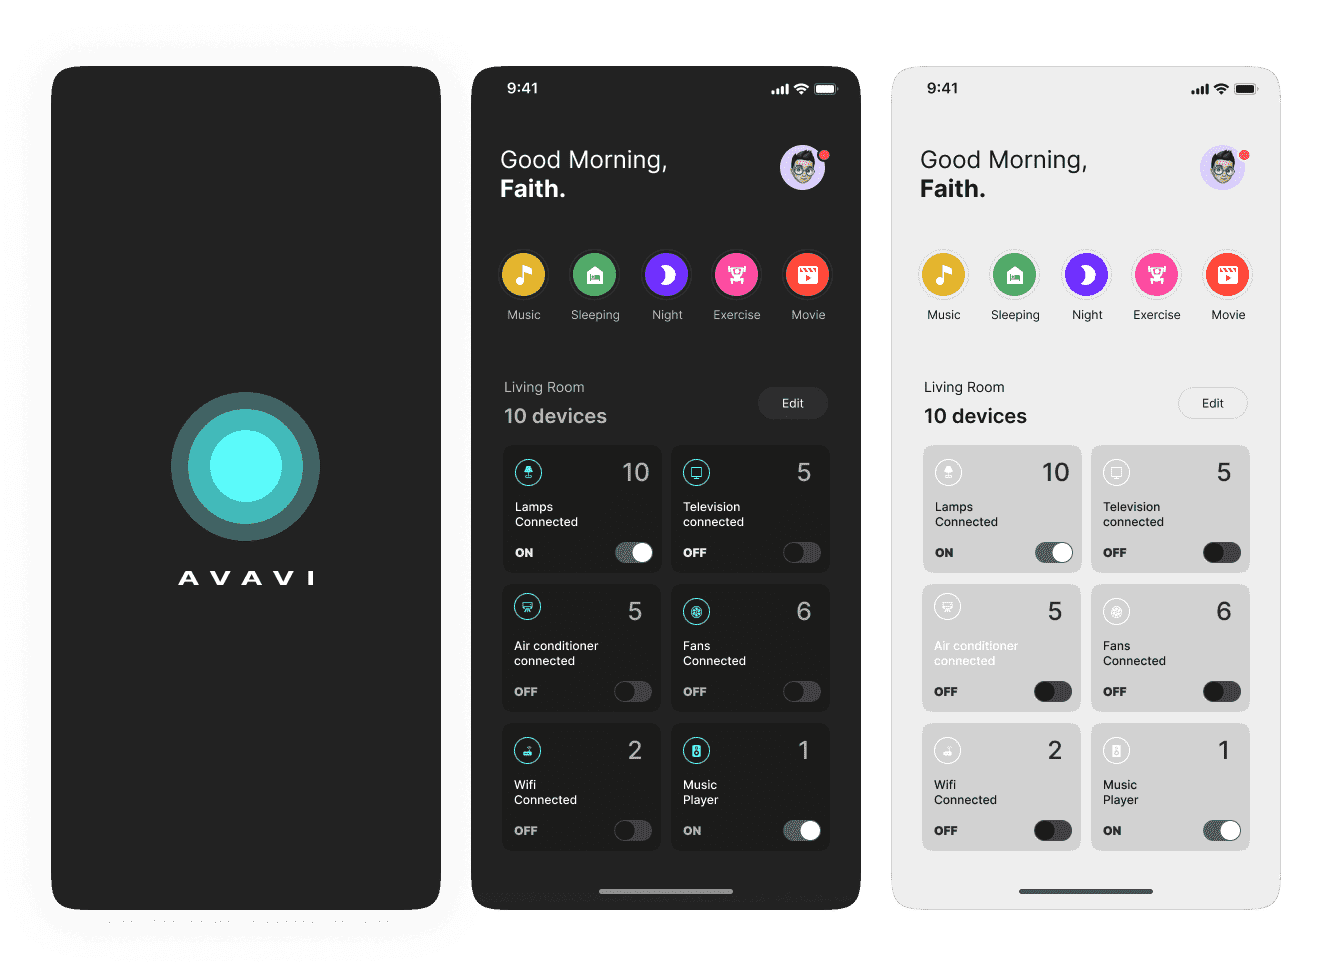 AVAVI
9:41
Good Morning,
Faith.
Music Sleeping Night Exercise Movie
Living Room
10 devices
Edit
10
Lamps
Connected
ON
5
Television
connected
OFF
5
Air conditioner
connected
OFF
6
Fans
Connected
OFF
2
Wifi
Connected
OFF
1
Music
Player
ON
9:41
Good Morning,
Faith.
Music Sleeping Night Exercise Movie
Living Room
10 devices
Edit
10
Lamps
Connected
ON
5
Television
connected
OFF
5
Air conditioner
connected
OFF
6
Fans
Connected
OFF
2
Wifi
Connected
OFF
1
Music
Player
ON